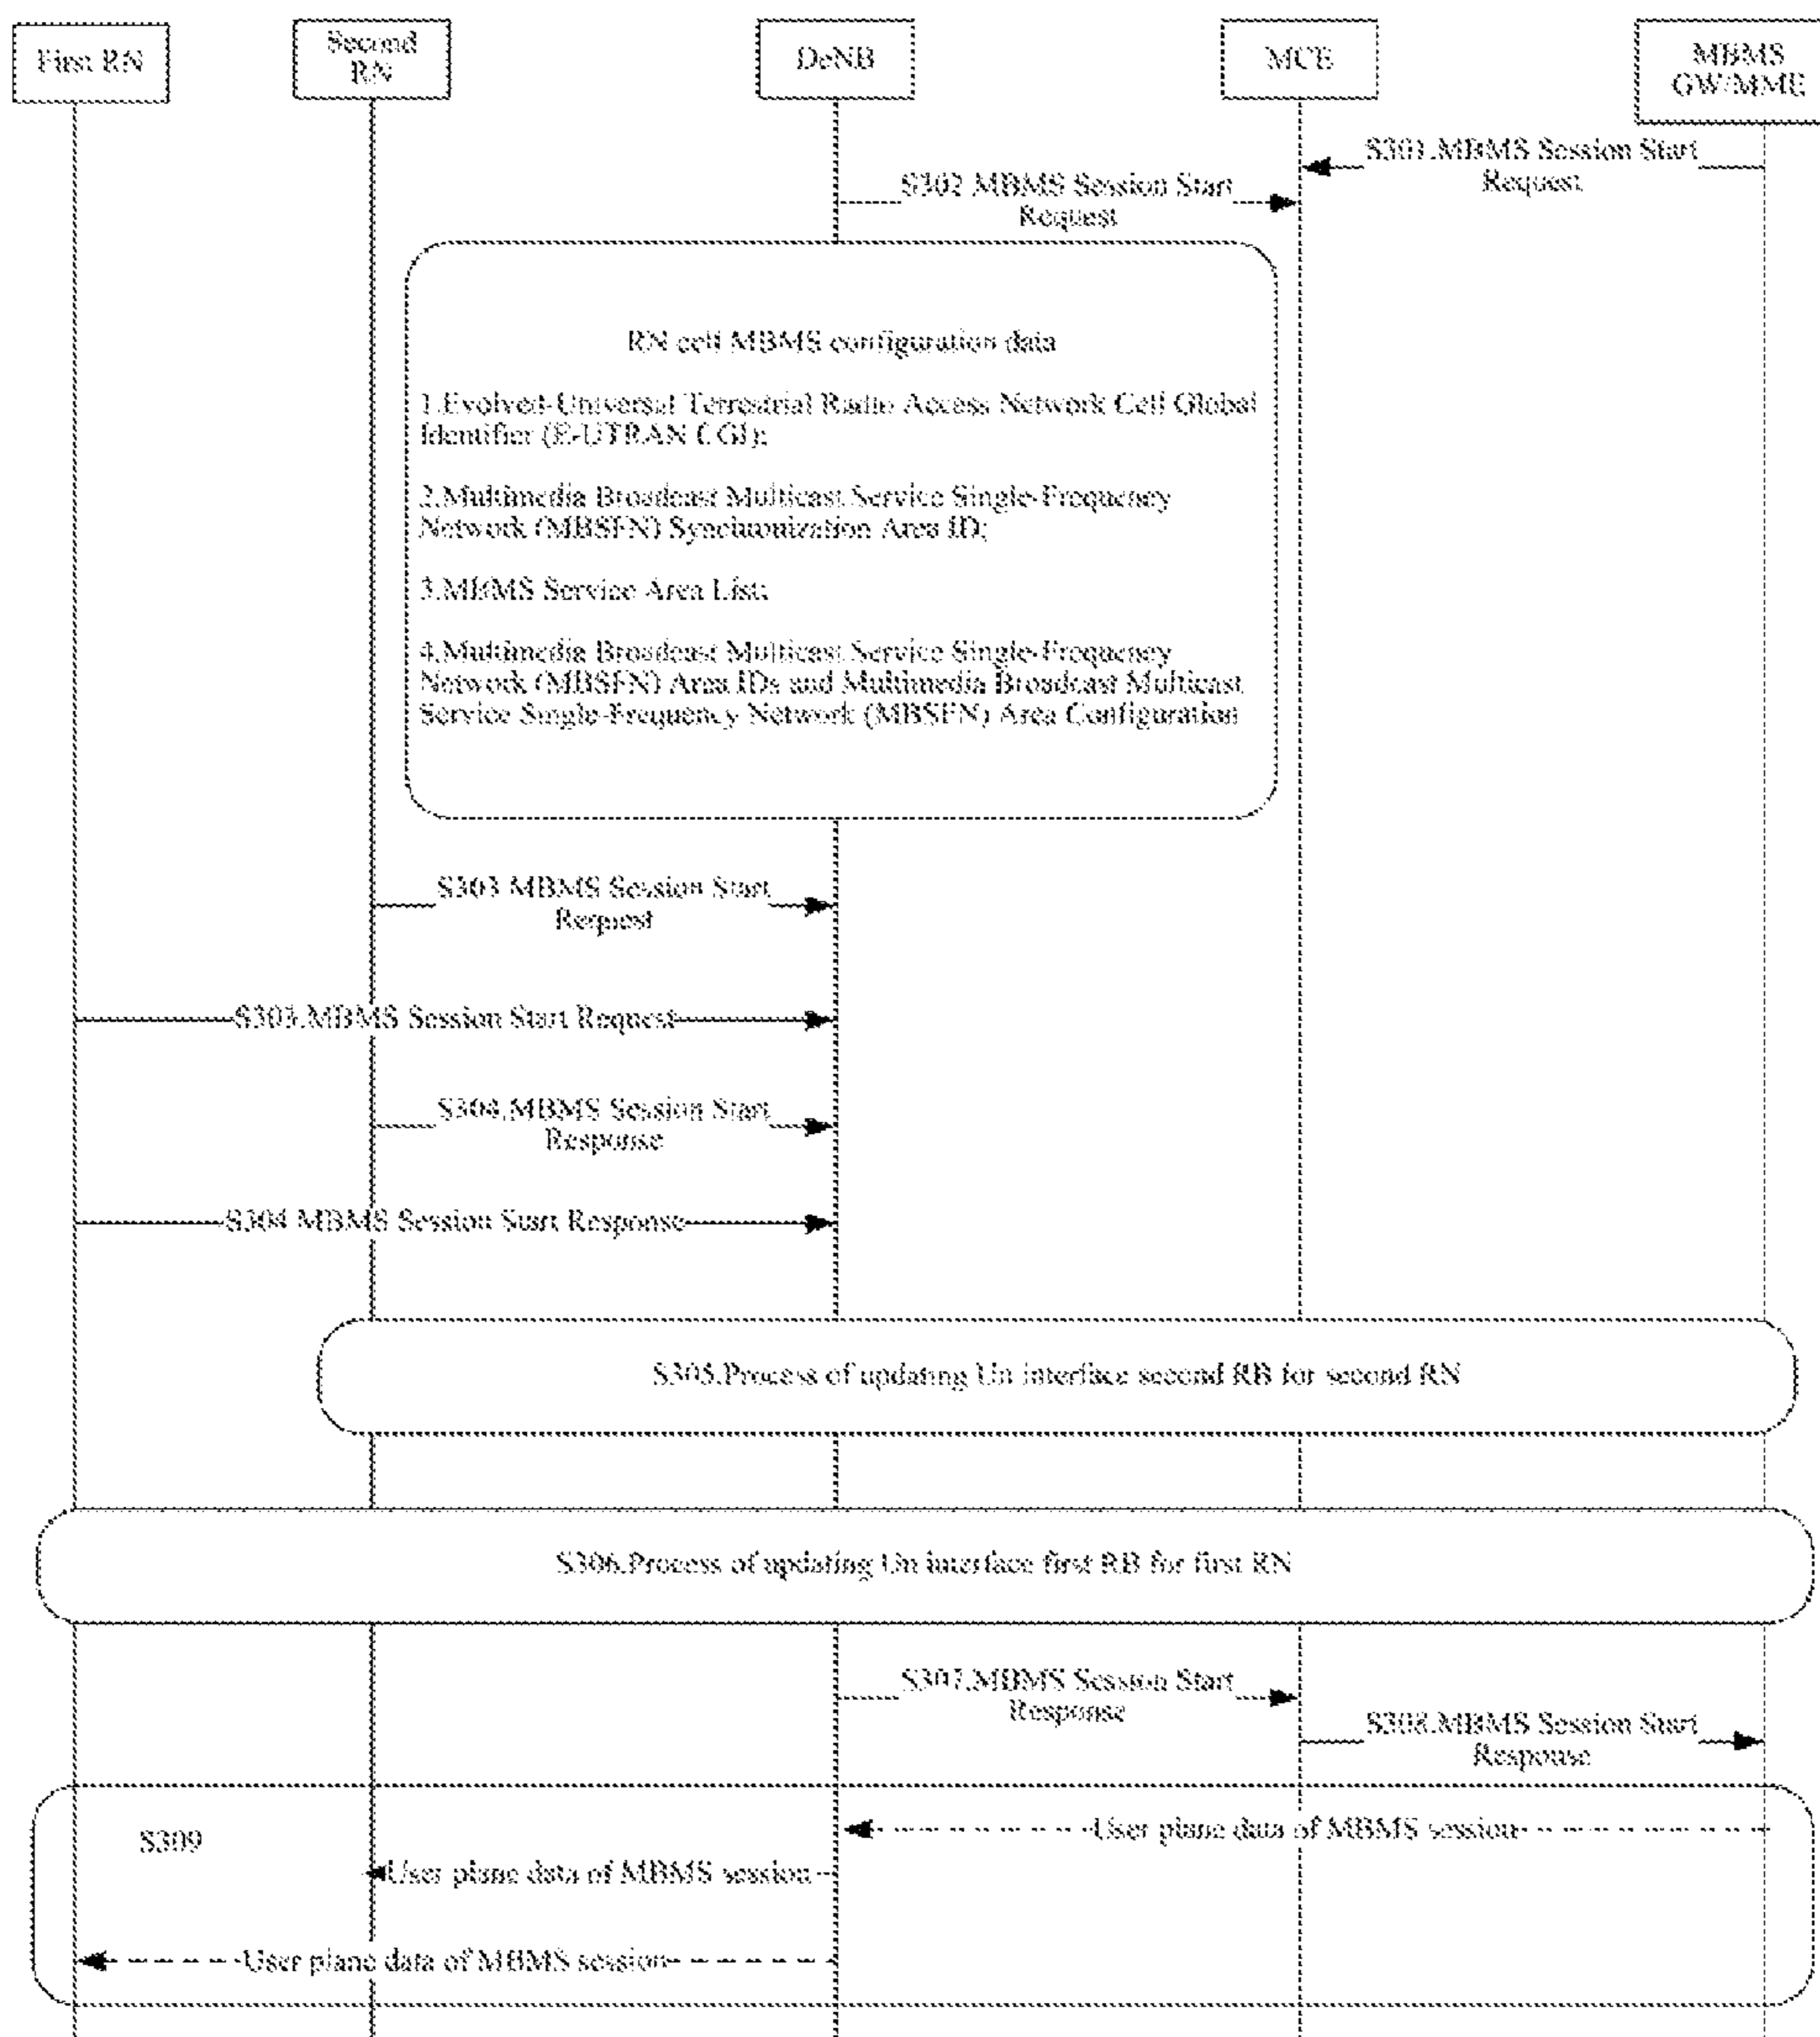 First RN
Second
RN
DeNB
MCE
MBMS
GW/MME
S301.MBMS Session Start
Request
S302 MBMS Session Start
Request
RN cell MBMS configuration data
1.Evolved-Universal Terrestrial Radio Access Network Cell Global
Identifier (E-UTRAN CGI);
2.Multimedia Broadcast Multicast Service Single-Frequency
Network (MBSFN) Synchronization Area ID;
3.MBMS Service Area List;
4.Multimedia Broadcast Multicast Service Single-Frequency
Network (MBSFN) Area IDs and Multimedia Broadcast Multicast
Service Single-Frequency Network (MBSFN) Area Configuration
S303 MBMS Session Start
Request
S303.MBMS Session Start Request
S304.MBMS Session Start
Response
S304 MBMS Session Start Response
S305.Process of updating Un interface second RB for second RN
S306.Process of updating Un interface first RB for first RN
S307.MBMS Session Start
Response
S308.MBMS Session Start
Response
S309
User plane data of MBMS session
User plane data of MBMS session
User plane data of MBMS session